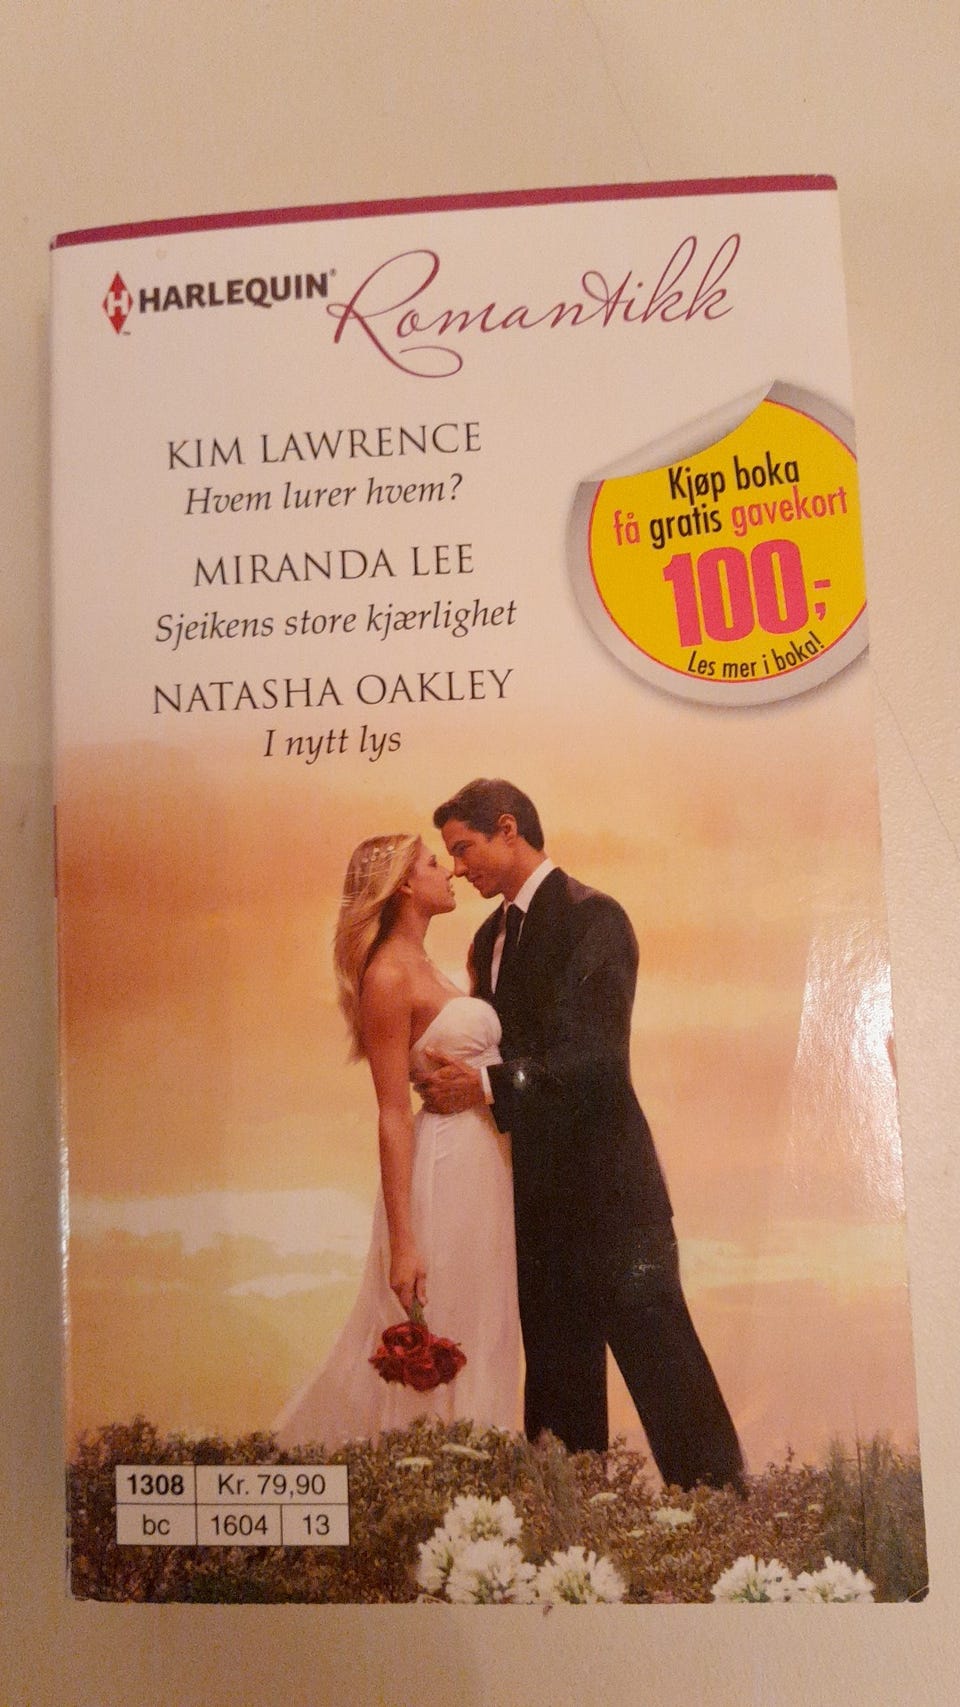 HARLEQUIN® Romantikk
KIM LAWRENCE
Hvem lurer hvem?
MIRANDA LEE
Sjeikens store kjærlighet
NATASHA OAKLEY
I nytt lys
Kjøp boka
få gratis gavekort
100,-
Les mer i boka!
1308 Kr. 79,90
bc 1604 13